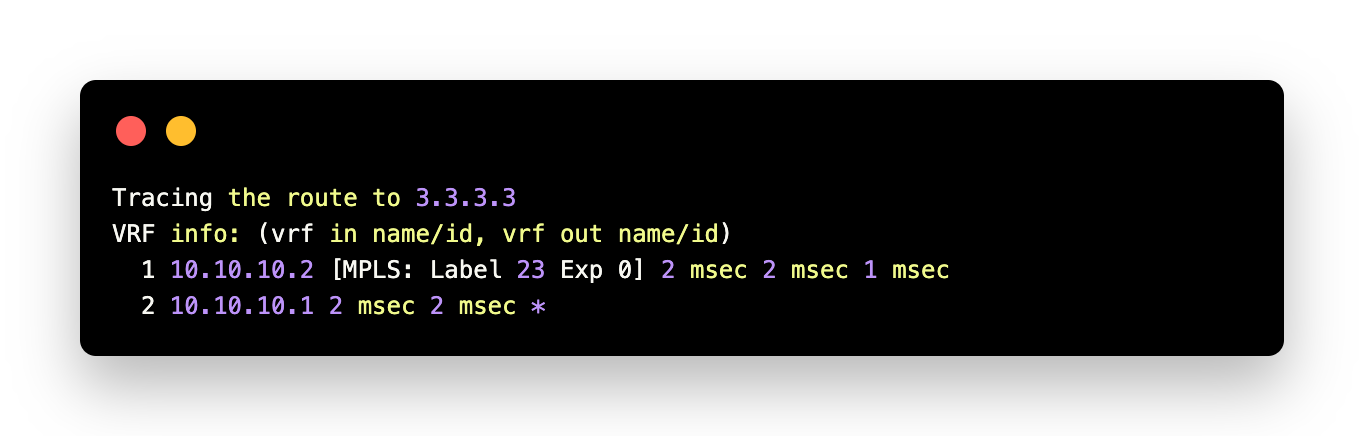 Tracing the route to 3.3.3.3
VRF info: (vrf in name/id, vrf out name/id)
1 10.10.10.2 [MPLS: Label 23 Exp 0] 2 msec 2 msec 1 msec
2 10.10.10.1 2 msec 2 msec *